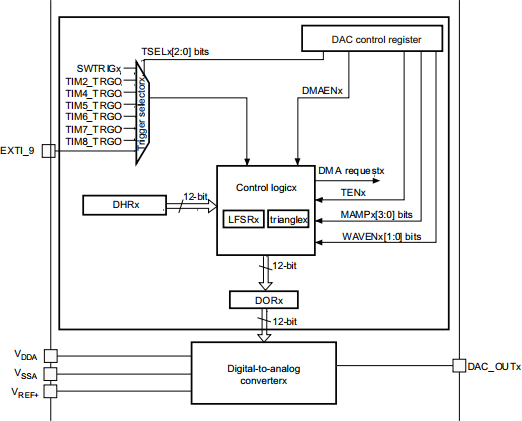 DAC control register
TSELx[2:0] bits
SWTRIGx
TIM2_TRGO
TIM4_TRGO
TIM5_TRGO
TIM6_TRGO
TIM7_TRGO
TIM8_TRGO
Trigger selectorx
EXTI_9
DMAENx
DMA requestx
Control logicx
TENx
12-bit
DHRx
LFSRx
trianglex
MAMPx[3:0] bits
WAVENx[1:0] bits
12-bit
DORx
12-bit
VDDA
VSSA
VREF+
Digital-to-analog
converterx
DAC_OUTx